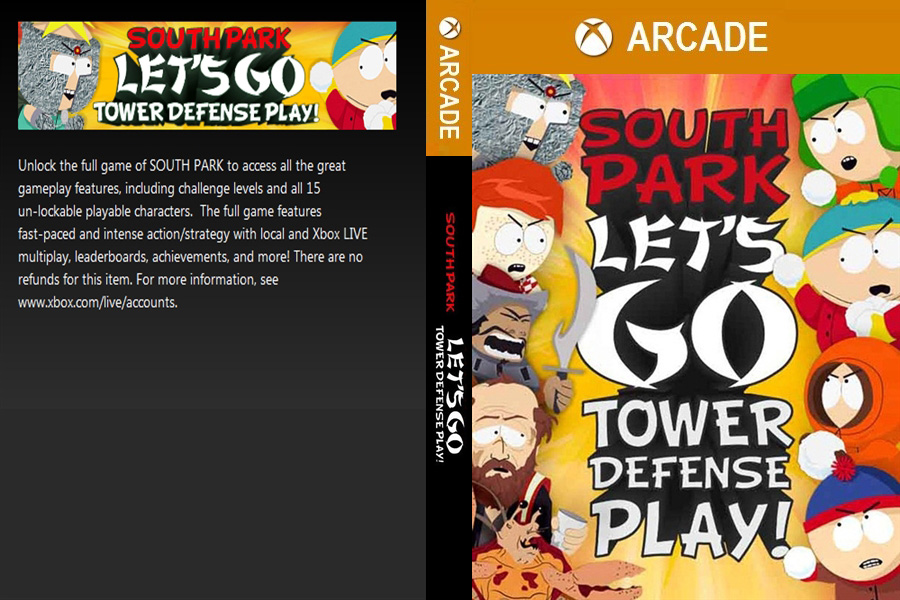 SOUTH PARK
LET'S GO
TOWER DEFENSE PLAY!
Unlock the full game of SOUTH PARK to access all the great
gameplay features, including challenge levels and all 15
un-lockable playable characters.  The full game features
fast-paced and intense action/strategy with local and Xbox LIVE
multiplay, leaderboards, achievements, and more! There are no
refunds for this item. For more information, see
www.xbox.com/live/accounts.
ARCADE
SOUTH PARK
LET'S GO
TOWER DEFENSE PLAY!
ARCADE
SOUTH
PARK
LET'S
GO
TOWER
DEFENSE
PLAY!